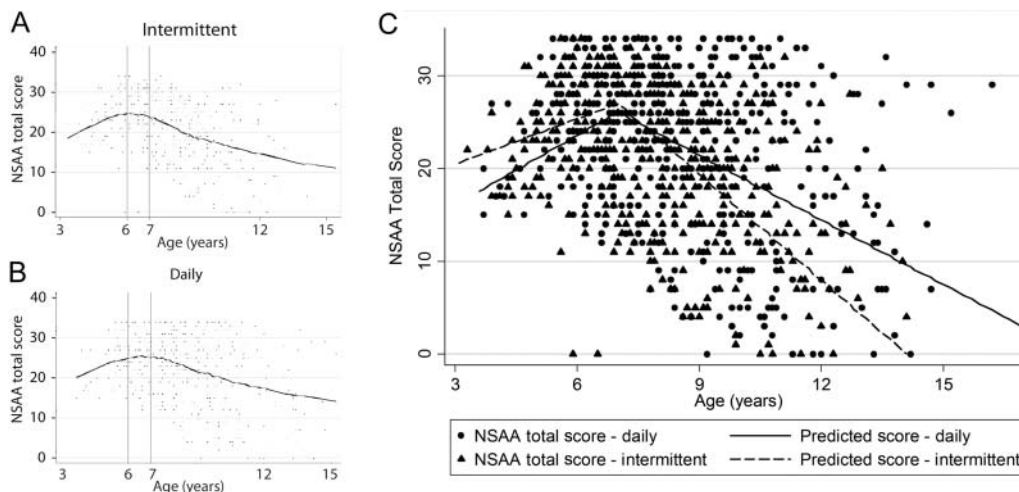 A
Intermittent
40
30
20
10
0
NSAA total score
3 6 7 12 15
Age (years)
B
Daily
40
30
20
10
0
NSAA total score
3 6 7 12 15
Age (years)
C
30
20
10
0
NSAA Total Score
3 6 9 12 15
Age (years)
NSAA total score - daily Predicted score - daily
NSAA total score - intermittent Predicted score - intermittent